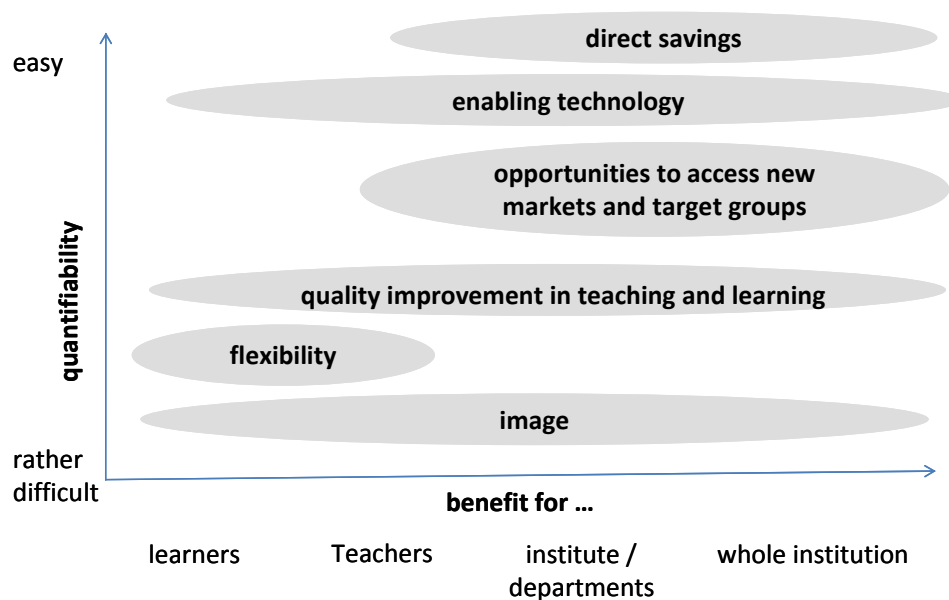 direct savings
easy
enabling technology
opportunities to access new
markets and target groups
quantifiability
quality improvement in teaching and learning
flexibility
image
rather
difficult
benefit for ...
learners
Teachers
institute /
departments
whole institution